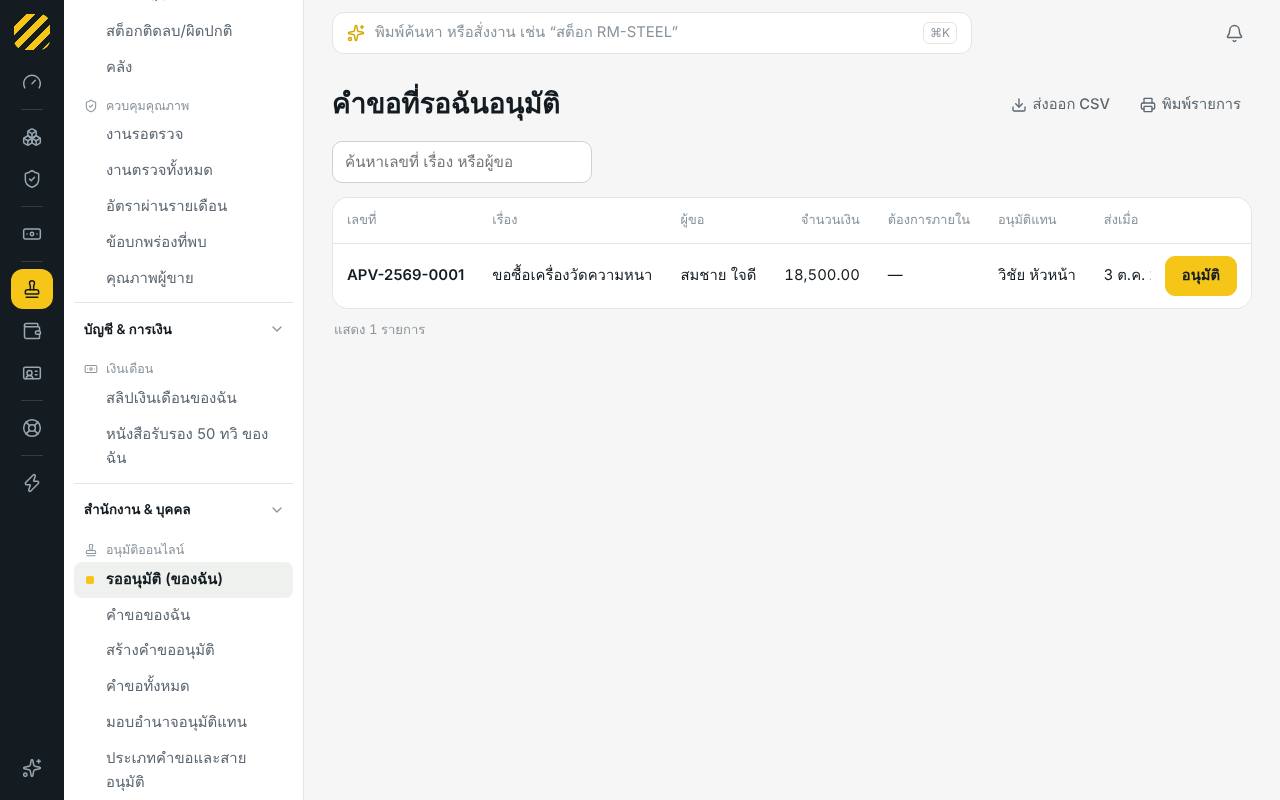 สต็อกติดลบ/ผิดปกติ
คลัง
ควบคุมคุณภาพ
งานรอตรวจ
งานตรวจทั้งหมด
อัตราผ่านรายเดือน
ข้อบกพร่องที่พบ
คุณภาพผู้ขาย
บัญชี & การเงิน
เงินเดือน
สลิปเงินเดือนของฉัน
หนังสือรับรอง 50 ทวิ ของ
ฉัน
สำนักงาน & บุคคล
อนุมัติออนไลน์
รออนุมัติ (ของฉัน)
คำขอของฉัน
สร้างคำขออนุมัติ
คำขอทั้งหมด
มอบอำนาจอนุมัติแทน
ประเภทคำขอและสาย
อนุมัติ
พิมพ์ค้นหา หรือสั่งงาน เช่น “สต็อก RM-STEEL” ⌘K
คำขอที่รอฉันอนุมัติ ส่งออก CSV พิมพ์รายการ
ค้นหาเลขที่ เรื่อง หรือผู้ขอ
เลขที่ เรื่อง ผู้ขอ จำนวนเงิน ต้องการภายใน อนุมัติแทน ส่งเมื่อ
APV-2569-0001 ขอซื้อเครื่องวัดความหนา สมชาย ใจดี 18,500.00 — วิชัย หัวหน้า 3 ต.ค. อนุมัติ
แสดง 1 รายการ